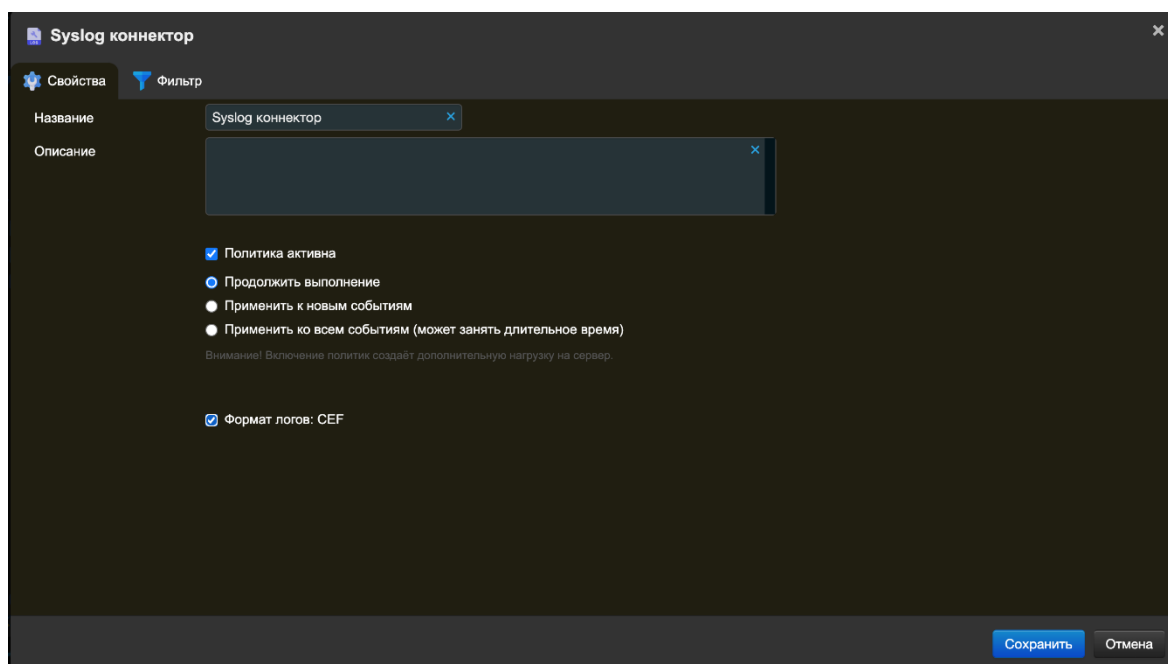 Syslog коннектор
Свойства
Фильтр
Название
Syslog коннектор
Описание
Политика активна
Продолжить выполнение
Применить к новым событиям
Применить ко всем событиям (может занять длительное время)
Внимание! Включение политик создаёт дополнительную нагрузку на сервер.
Формат логов: CEF
Сохранить
Отмена